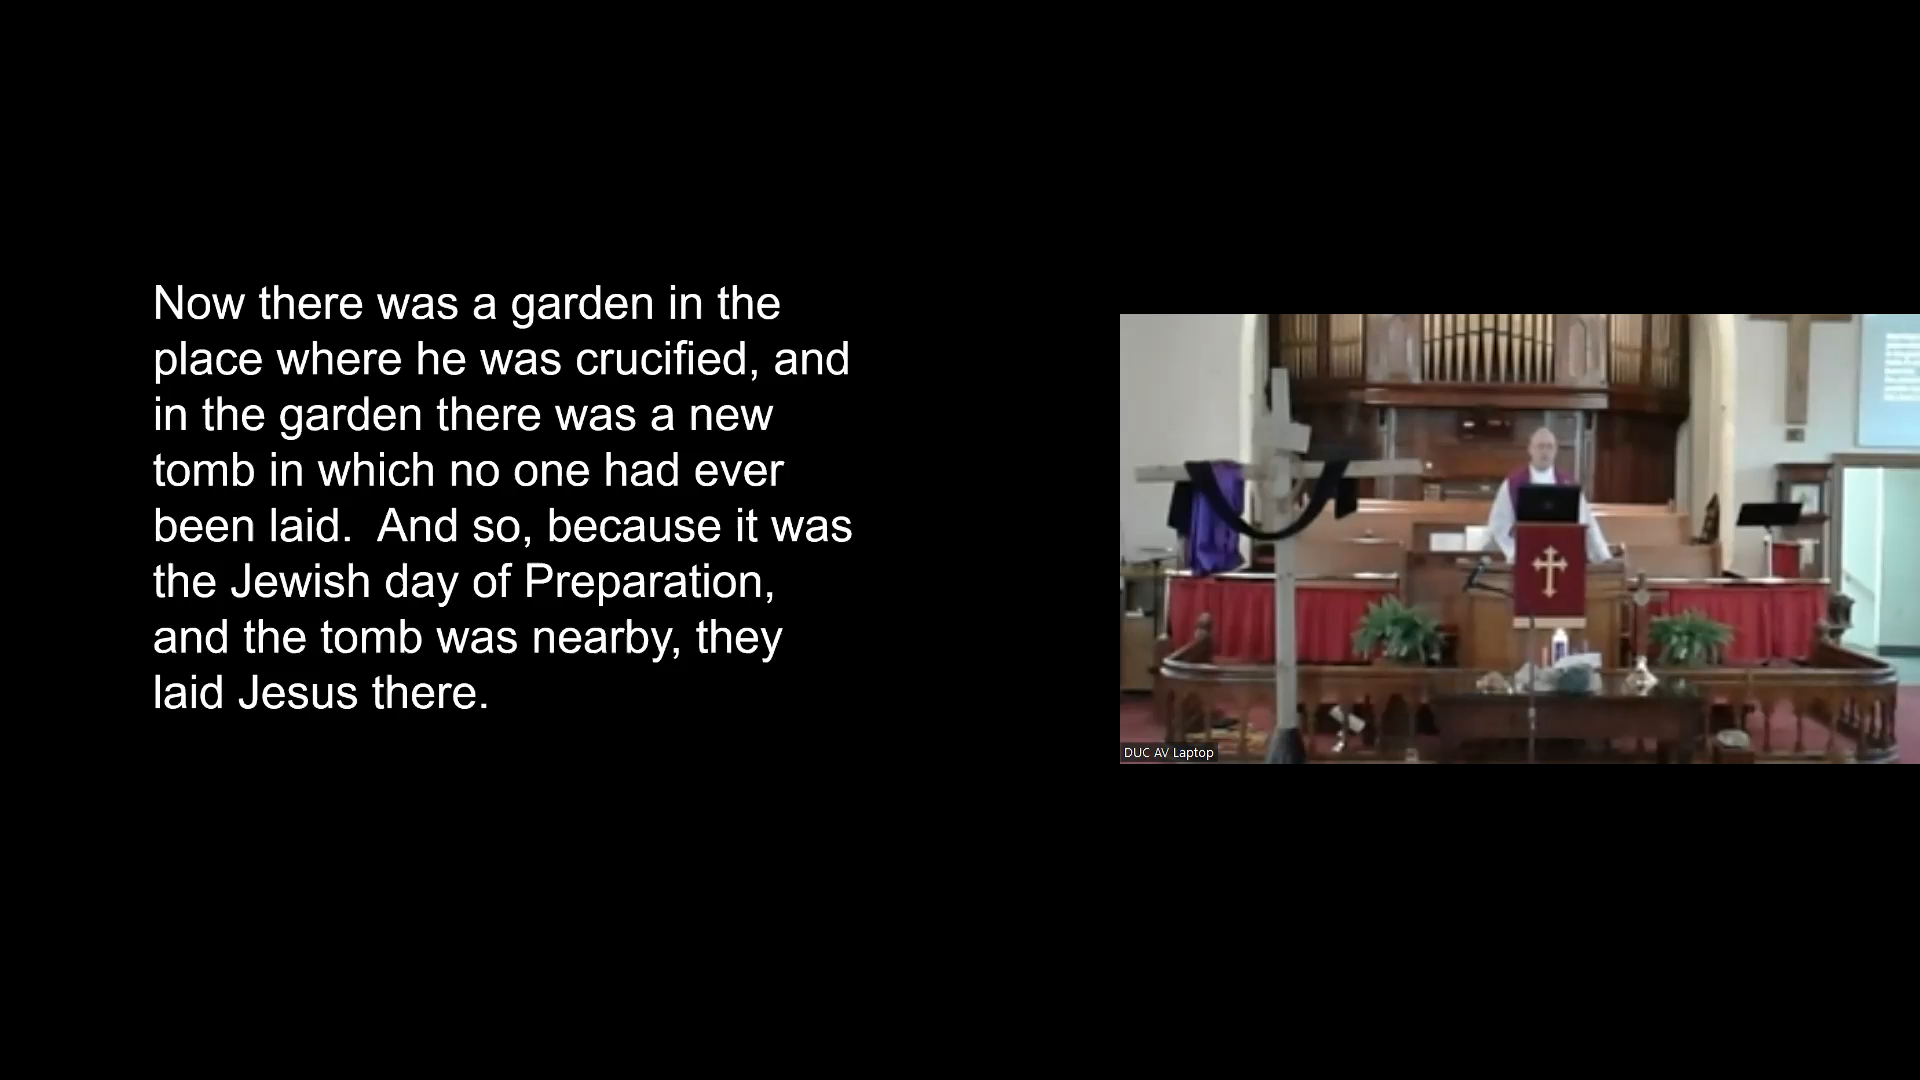 Now there was a garden in the
place where he was crucified, and
in the garden there was a new
tomb in which no one had ever
been laid.  And so, because it was
the Jewish day of Preparation,
and the tomb was nearby, they
laid Jesus there.
DUC AV Laptop